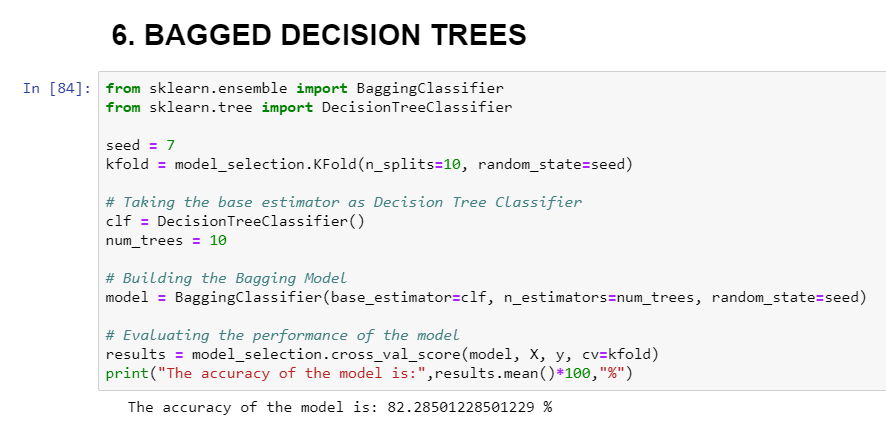 6. BAGGED DECISION TREES
In [84]: from sklearn.ensemble import BaggingClassifier
from sklearn.tree import DecisionTreeClassifier
seed = 7
kfold = model_selection.KFold(n_splits=10, random_state=seed)
# Taking the base estimator as Decision Tree Classifier
clf = DecisionTreeClassifier()
num_trees = 10
# Building the Bagging Model
model = BaggingClassifier(base_estimator=clf, n_estimators=num_trees, random_state=seed)
# Evaluating the performance of the model
results = model_selection.cross_val_score(model, X, y, cv=kfold)
print("The accuracy of the model is:",results.mean()*100,"%")
The accuracy of the model is: 82.28501228501229 %